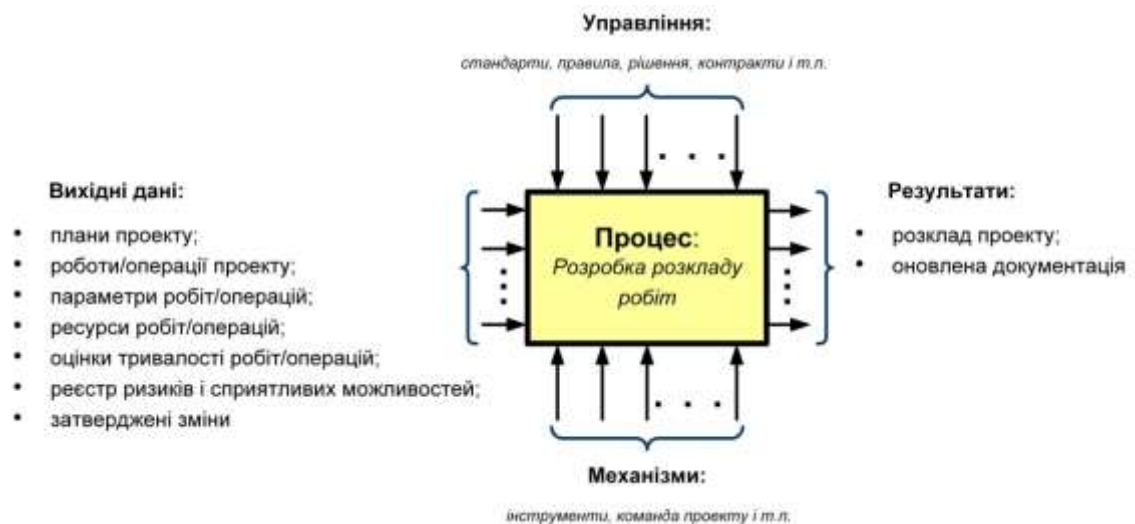 Управління:
стандарти, правила, рішення, контракти і т.п.
Вихідні дані:
• плани проекту;
• роботи/операції проекту;
• параметри робіт/операцій;
• ресурси робіт/операцій;
• оцінки тривалості робіт/операцій;
• реєстр ризиків і сприятливих можливостей;
• затверджені зміни
Процес:
Розробка розкладу
робіт
Результати:
• розклад проекту;
• оновлена документація
Механізми:
інструменти, команда проекту і т.п.